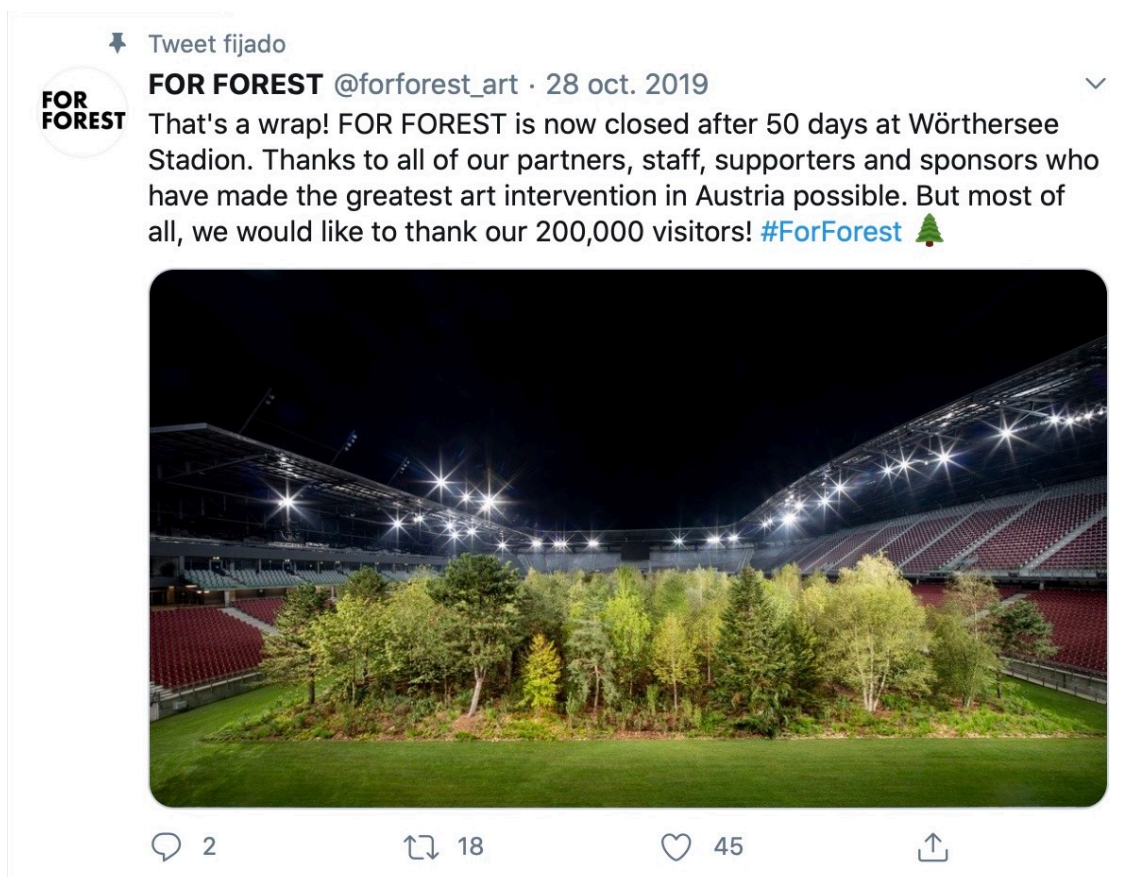 Tweet fijado
FOR FOREST @forforest_art · 28 oct. 2019
FOR
FOREST
That's a wrap! FOR FOREST is now closed after 50 days at Wörthersee
Stadion. Thanks to all of our partners, staff, supporters and sponsors who
have made the greatest art intervention in Austria possible. But most of
all, we would like to thank our 200,000 visitors! #ForForest 🌲
2 18 45